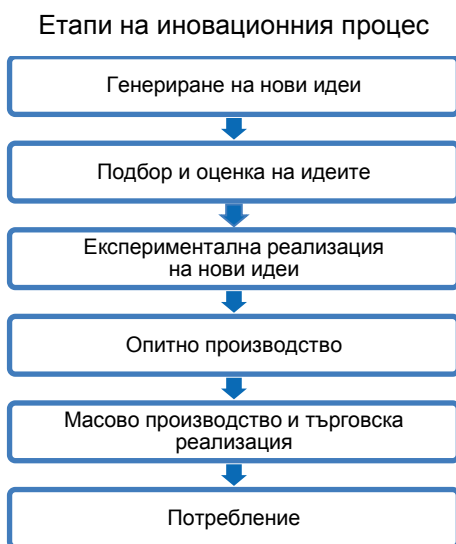 Етапи на иновационния процес
Генериране на нови идеи
Подбор и оценка на идеите
Експериментална реализация
на нови идеи
Опитно производство
Масово производство и търговска
реализация
Потребление